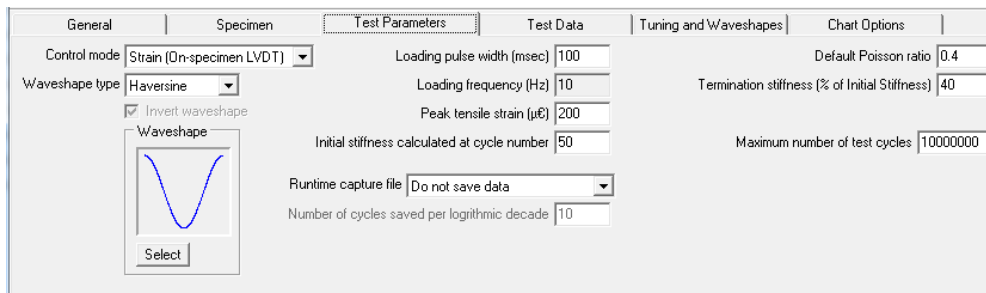 General Specimen Test Parameters Test Data Tuning and Waveshapes Chart Options
Control mode Strain (On-specimen LVDT) Loading pulse width (msec) 100 Default Poisson ratio 0.4
Waveshape type Haversine Loading frequency (Hz) 10 Termination stiffness (% of Initial Stiffness) 40
Invert waveshape Peak tensile strain (µ€) 200
Waveshape Initial stiffness calculated at cycle number 50 Maximum number of test cycles 10000000
Runtime capture file Do not save data
Number of cycles saved per logrithmic decade 10
Select